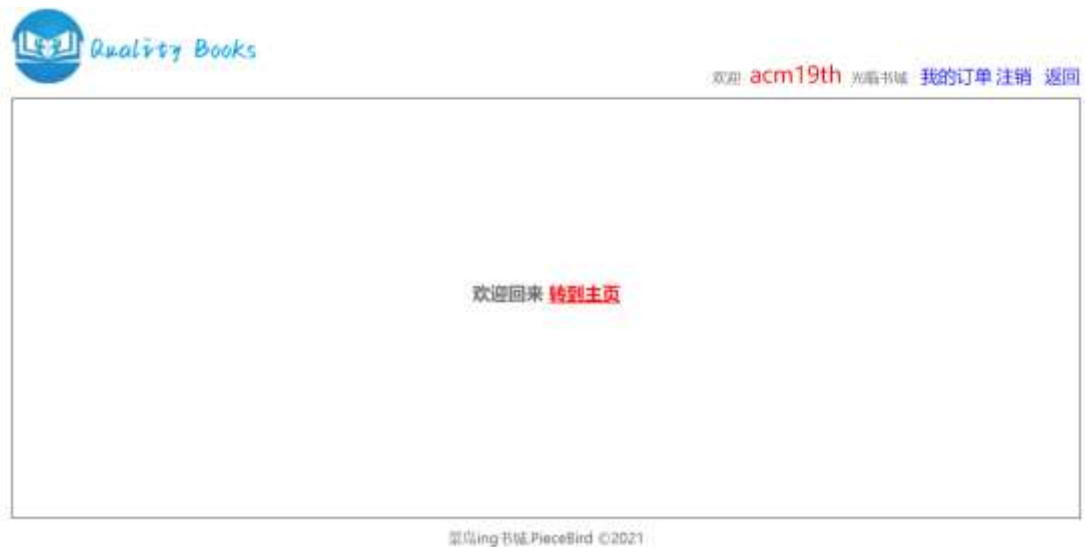 Quality Books
欢迎 acm19th 光临书城 我的订单 注销 返回
欢迎回来 转到主页
菜鸟ing书城.PieceBird ©2021